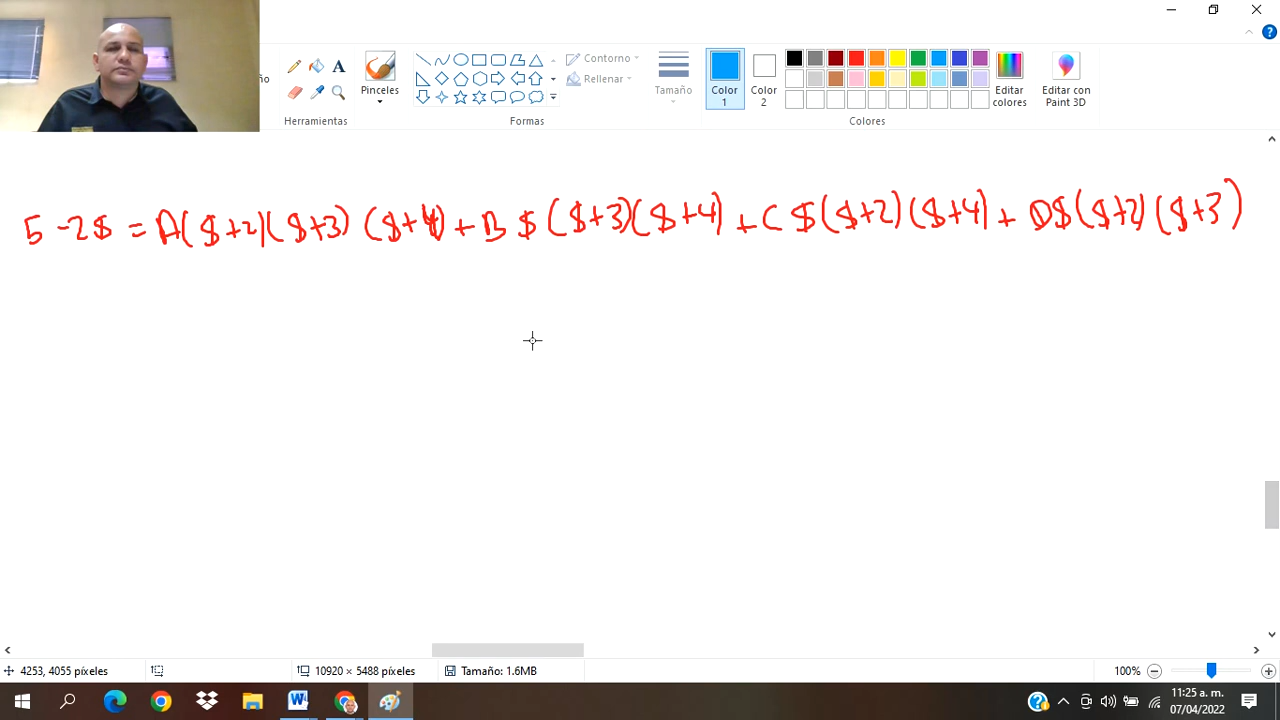 Contorno
Rellenar
Pinceles
Tamaño
Color 1
Color 2
Editar colores
Editar con Paint 3D
Herramientas
Formas
Colores
5 - 2$ = A($+2)($+3) ($+4) + B $ ($+3)($+4) + C $($+2)($+4) + D$($+2)($+3)
4253, 4055 píxeles
10920 × 5488 píxeles
Tamaño: 1.6MB
100%
11:25 a. m.
07/04/2022